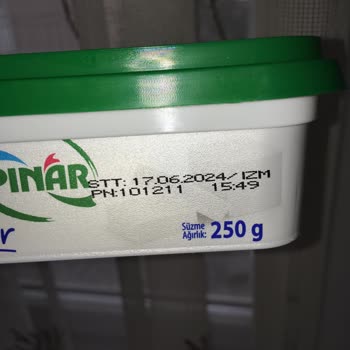 PINAR
STT: 17.06.2024/IZM
PN:101211 15:49
Süzme
Ağırlık: 250 g